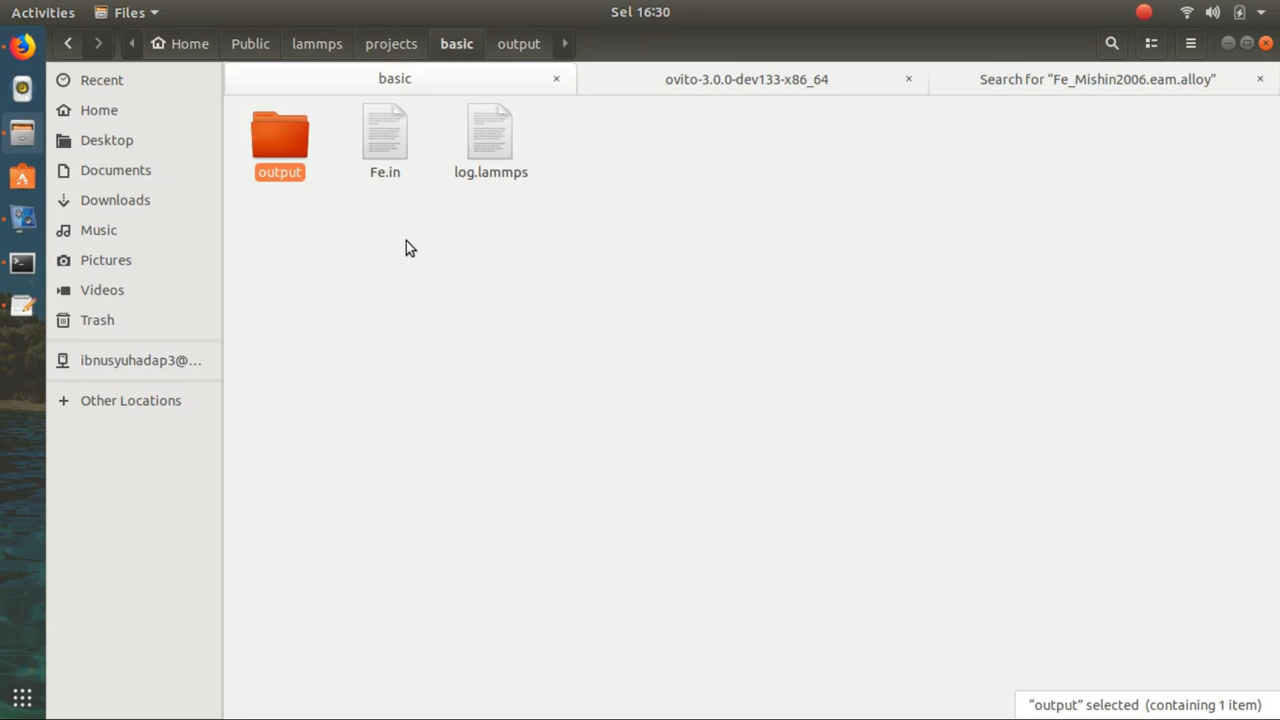 Activities Files Sel 16:30
Home Public lammps projects basic output
basic × ovito-3.0.0-dev133-x86_64 × Search for “Fe_Mishin2006.eam.alloy” ×
Recent
Home
Desktop
Documents
Downloads
Music
Pictures
Videos
Trash
ibnusyuhadap3@...
+ Other Locations
output Fe.in log.lammps
“output” selected (containing 1 item)